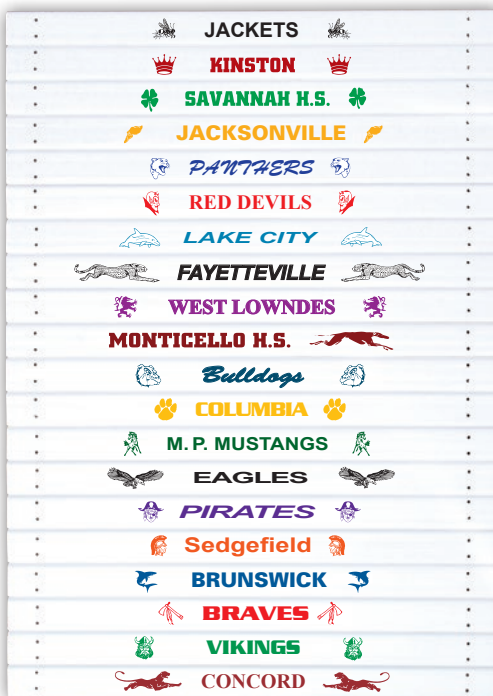 JACKETS
KINSTON
SAVANNAH H.S.
JACKSONVILLE
PANTHERS
RED DEVILS
LAKE CITY
FAYETTEVILLE
WEST LOWNDES
MONTICELLO H.S.
Bulldogs
COLUMBIA
M.P. MUSTANGS
EAGLES
PIRATES
Sedgefield
BRUNSWICK
BRAVES
VIKINGS
CONCORD